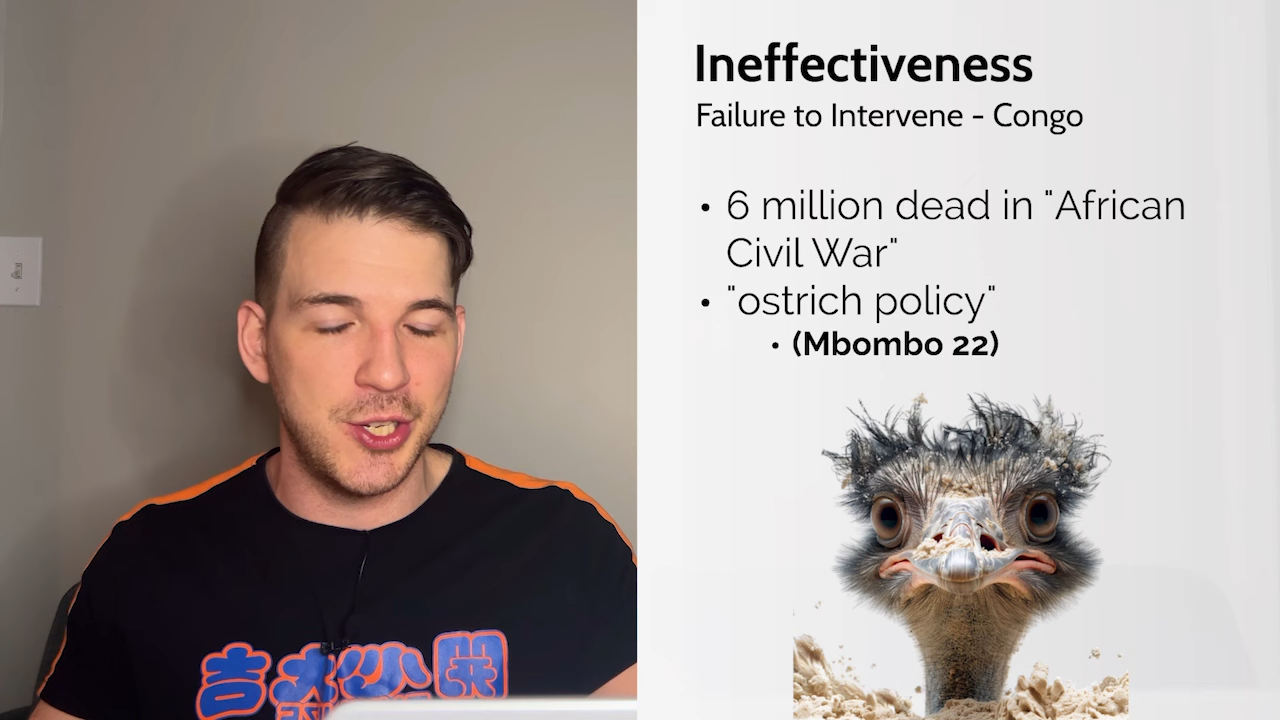 Ineffectiveness
Failure to Intervene - Congo
• 6 million dead in "African
Civil War"
• "ostrich policy"
• (Mbombo 22)